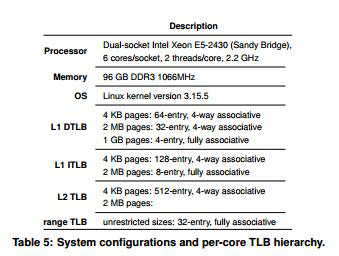 Description
Processor Dual-socket Intel Xeon E5-2430 (Sandy Bridge),
6 cores/socket, 2 threads/core, 2.2 GHz
Memory 96 GB DDR3 1066MHz
OS Linux kernel version 3.15.5
L1 DTLB 4 KB pages: 64-entry, 4-way associative
2 MB pages: 32-entry, 4-way associative
1 GB pages: 4-entry, fully associative
L1 ITLB 4 KB pages: 128-entry, 4-way associative
2 MB pages: 8-entry, fully associative
L2 TLB 4 KB pages: 512-entry, 4-way associative
2 MB pages:
range TLB unrestricted sizes: 32-entry, fully associative
Table 5: System configurations and per-core TLB hierarchy.